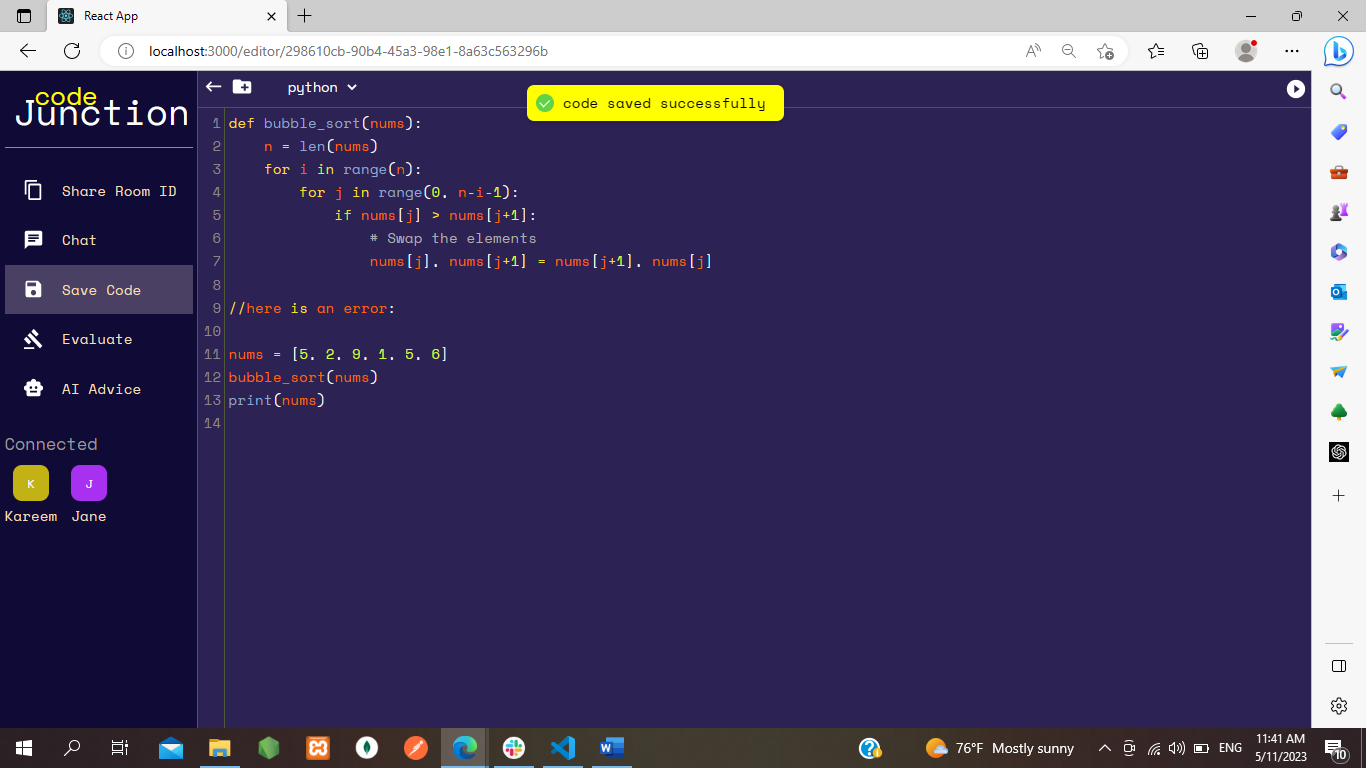 React App
localhost:3000/editor/298610cb-90b4-45a3-98e1-8a63c563296b
code
Junction
python
code saved successfully
Share Room ID
Chat
Save Code
Evaluate
AI Advice
Connected
K
J
Kareem
Jane
1 def bubble_sort(nums):
2     n = len(nums)
3     for i in range(n):
4         for j in range(0, n-i-1):
5             if nums[j] > nums[j+1]:
6                 # Swap the elements
7                 nums[j], nums[j+1] = nums[j+1], nums[j]
8
9 //here is an error:
10
11 nums = [5, 2, 9, 1, 5, 6]
12 bubble_sort(nums)
13 print(nums)
14
76°F Mostly sunny
ENG
11:41 AM
5/11/2023
10